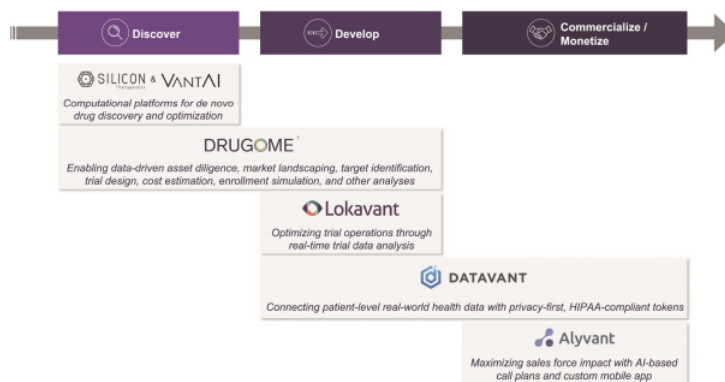 Discover
Develop
Commercialize /
Monetize
SILICON & VANTAI
Therapeutics
Computational platforms for de novo
drug discovery and optimization
DRUGOME
Enabling data-driven asset diligence, market landscaping, target identification,
trial design, cost estimation, enrollment simulation, and other analyses
Lokavant
Optimizing trial operations through
real-time trial data analysis
DATAVANT
Connecting patient-level real-world health data with privacy-first, HIPAA-compliant tokens
Alyvant
Maximizing sales force impact with AI-based
call plans and custom mobile app